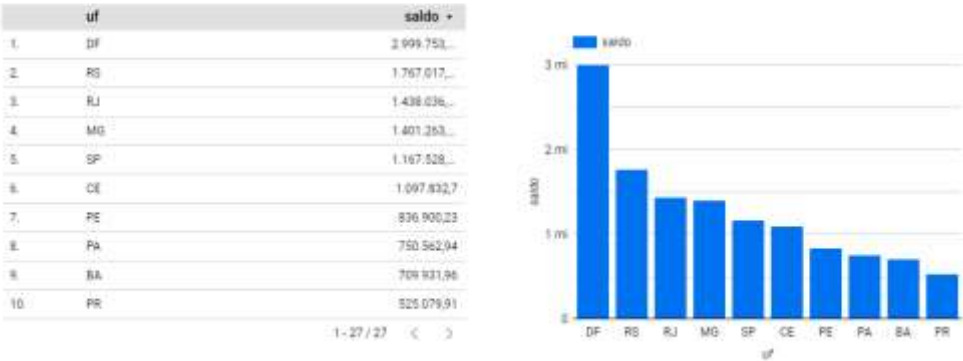 uf saldo
1. DF 2.999.753,...
2. RS 1.767.017,...
3. RJ 1.438.036,...
4. MG 1.401.263,...
5. SP 1.167.528,...
6. CE 1.097.832,7
7. PE 836.900,23
8. PA 750.562,94
9. BA 709.931,96
10. PR 525.079,91
1 - 27 / 27 < >
saldo
3 mi
2 mi
1 mi
0
saldo
DF RS RJ MG SP CE PE PA BA PR
uf